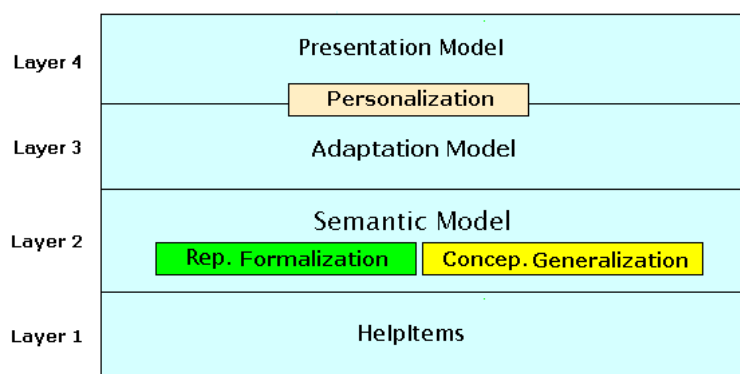 Layer 4
Presentation Model
Personalization
Layer 3
Adaptation Model
Layer 2
Semantic Model
Rep. Formalization
Concep. Generalization
Layer 1
HelpItems